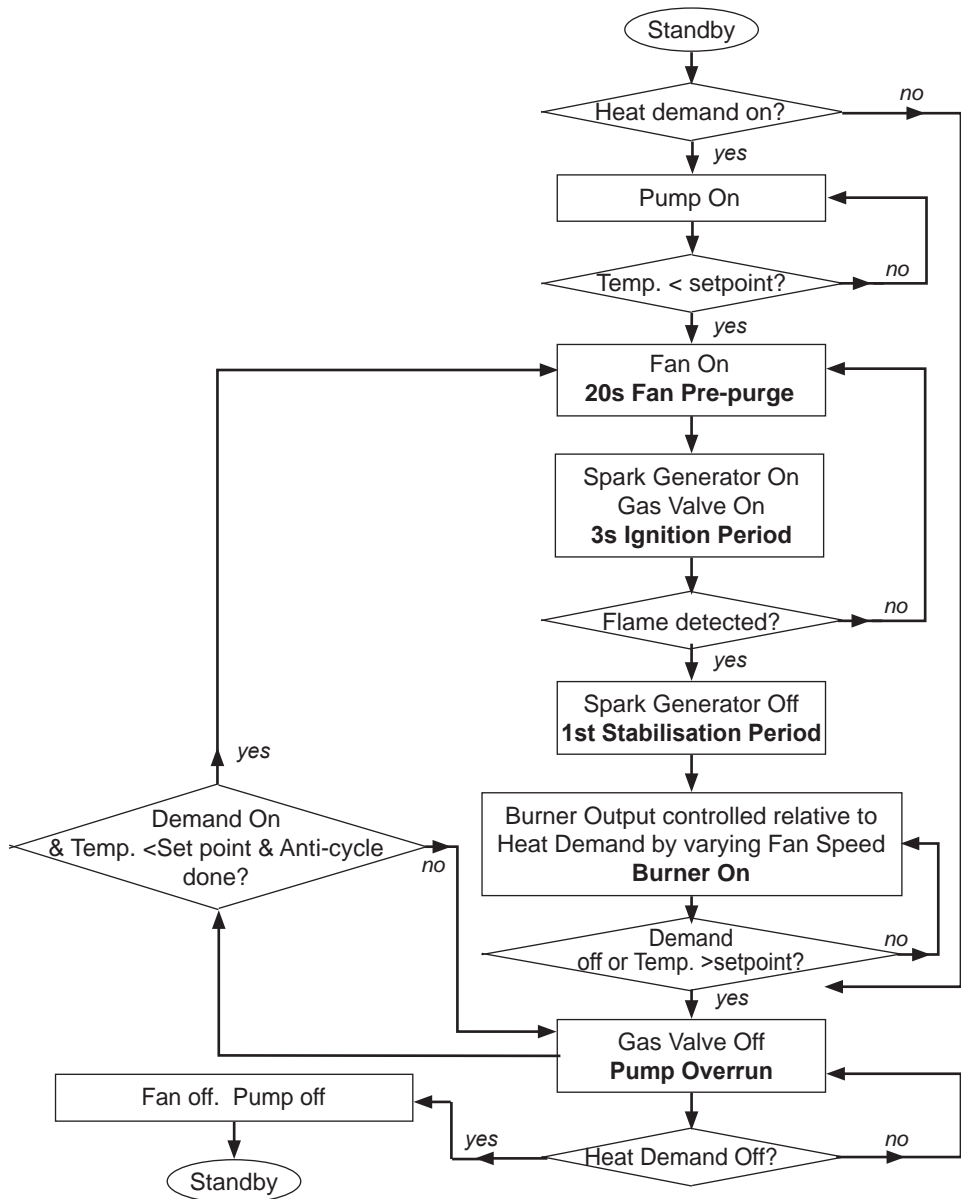 Standby
Heat demand on?
no
yes
Pump On
Temp. < setpoint?
no
yes
Fan On
20s Fan Pre-purge
Spark Generator On
Gas Valve On
3s Ignition Period
Flame detected?
no
yes
Spark Generator Off
1st Stabilisation Period
yes
Demand On
& Temp. <Set point & Anti-cycle
done?
no
Burner Output controlled relative to
Heat Demand by varying Fan Speed
Burner On
Demand
off or Temp. >setpoint?
no
yes
Gas Valve Off
Pump Overrun
Fan off. Pump off
Heat Demand Off?
yes
no
Standby